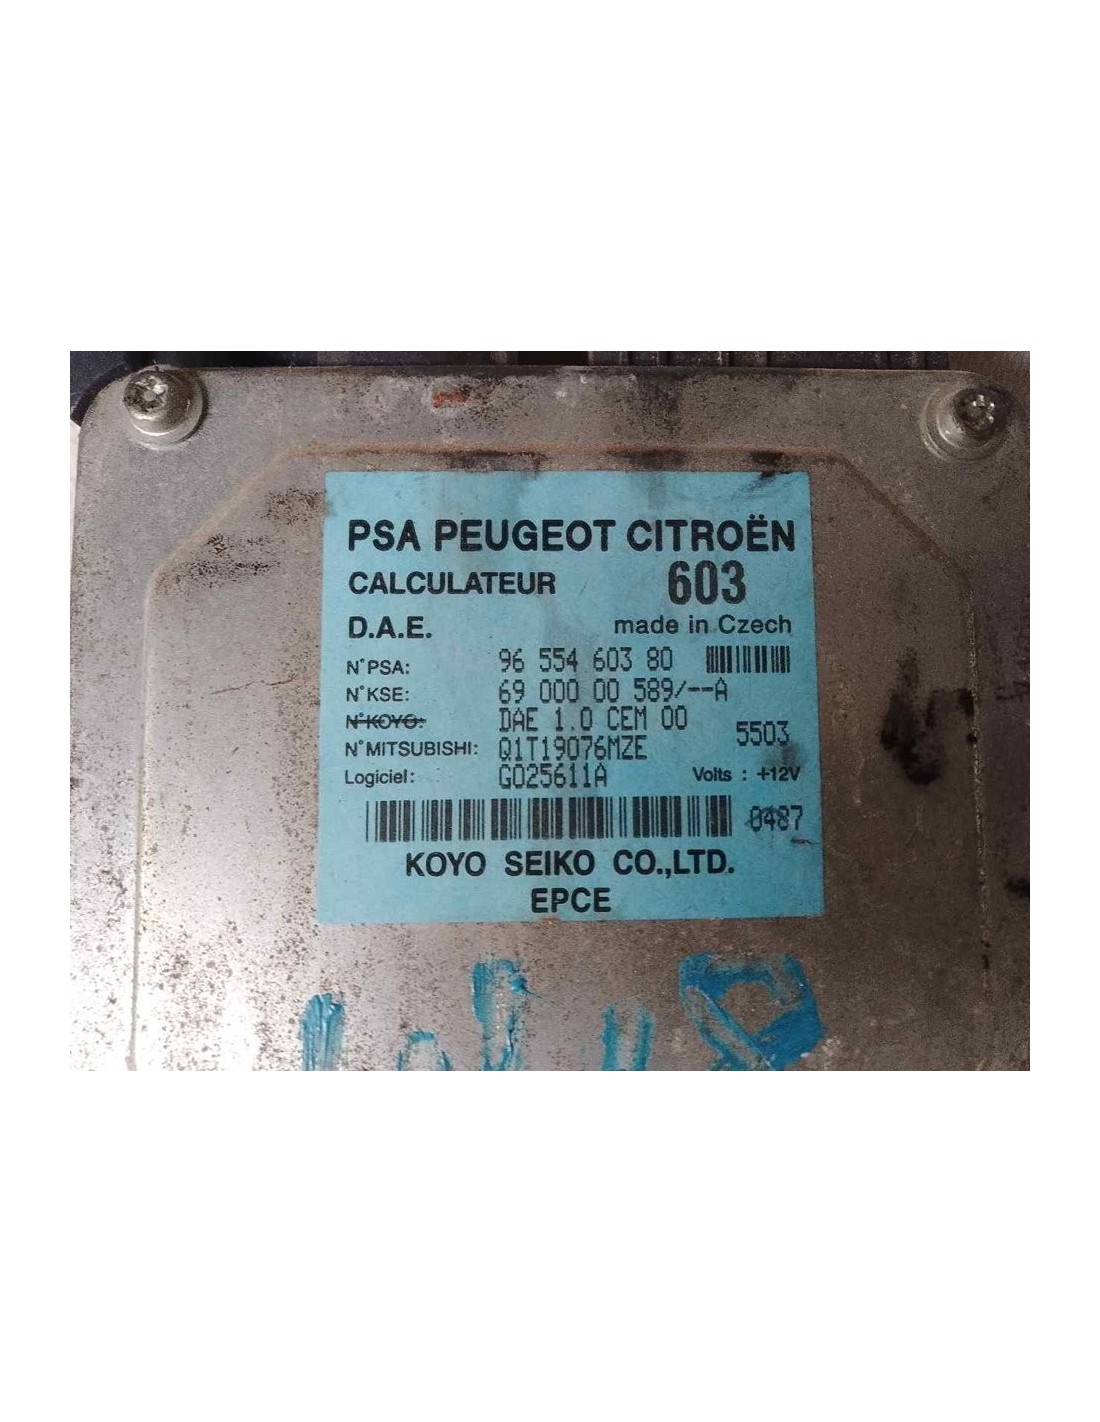 PSA PEUGEOT CITROËN
CALCULATEUR 603
D.A.E. made in Czech
N°PSA: 96 554 603 80
N°KSE: 69 000 00 589/--A
N°KOYO: DAE 1.0 CEM 00
5503
N°MITSUBISHI: Q1T19076MZE
Logiciel: G025611A Volts : +12V
0487
KOYO SEIKO CO.,LTD.
EPCE